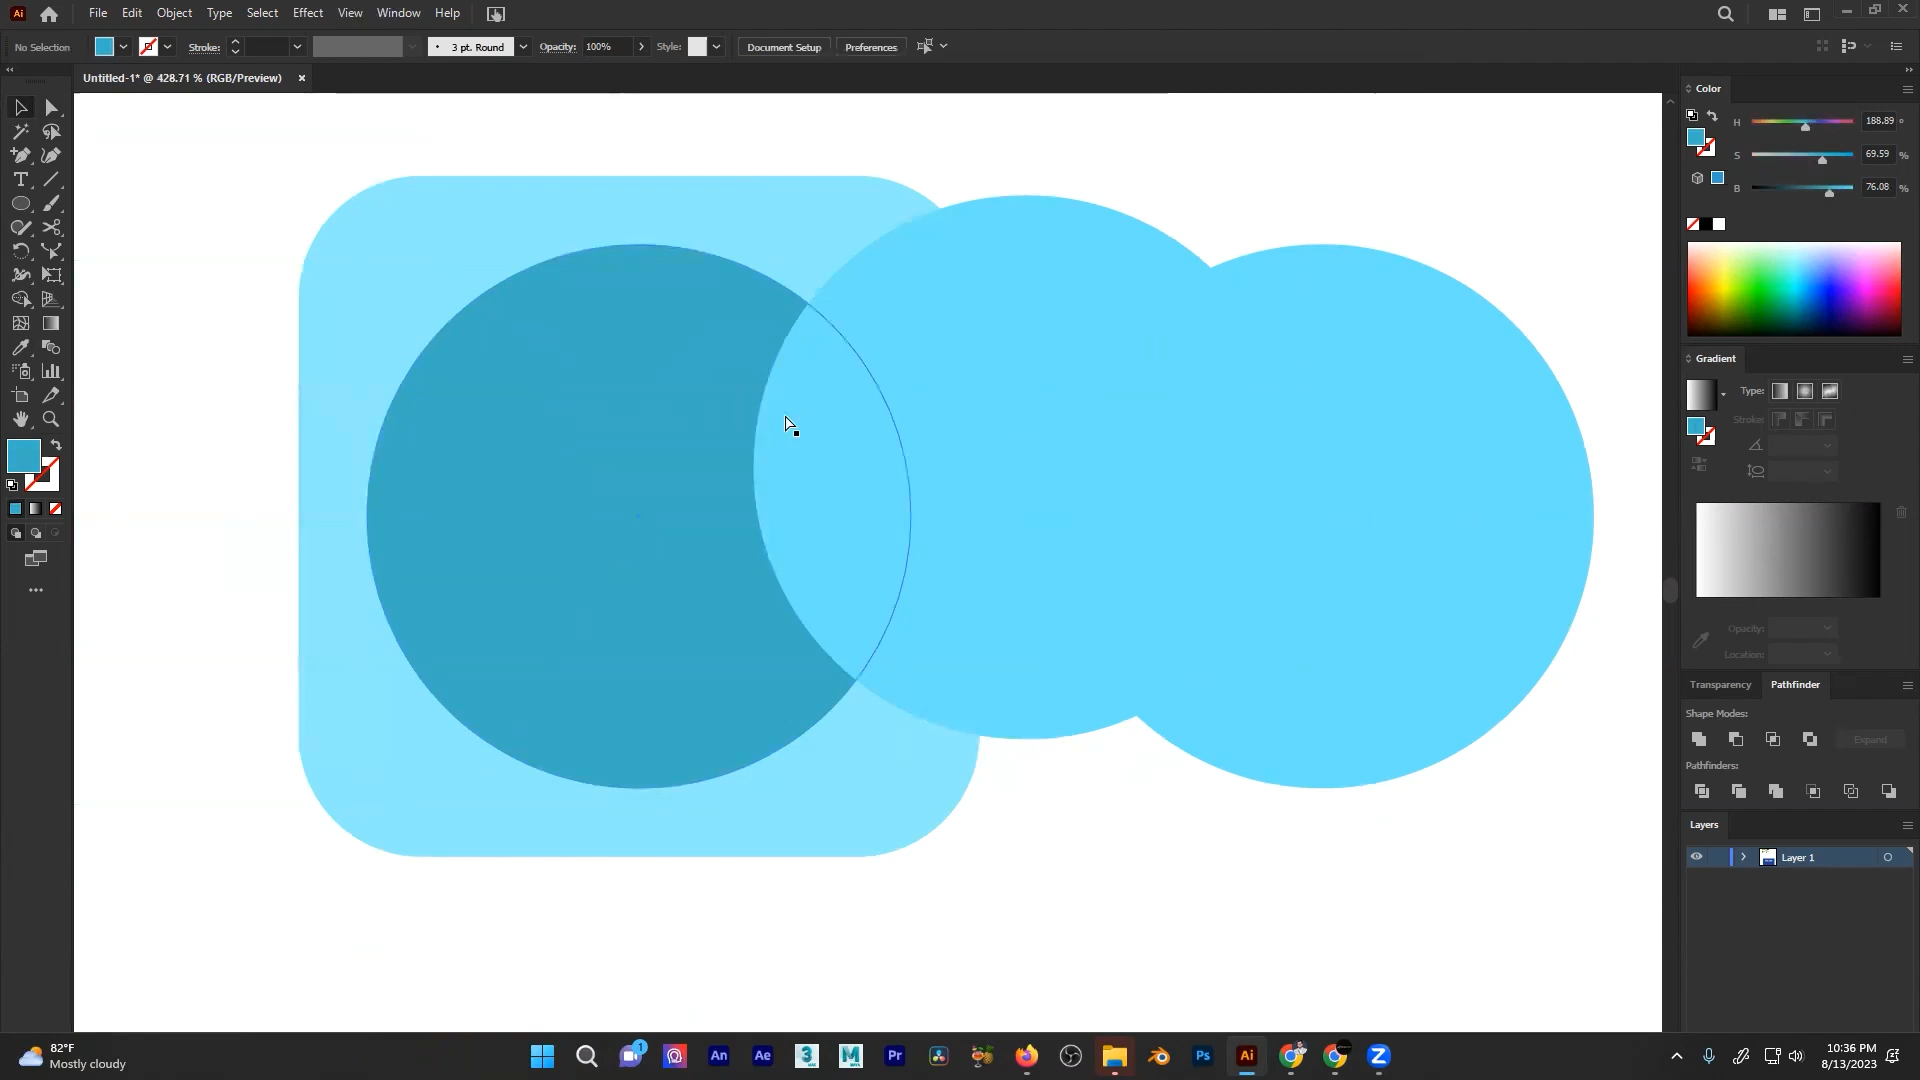 Ai File Edit Object Type Select Effect View Window Help
No Selection Stroke: 3 pt. Round Opacity: 100% Style: Document Setup Preferences
Untitled-1* @ 428.71 % (RGB/Preview) ×
Color
H 188.89 °
S 69.59 %
B 76.08 %
Gradient
Type:
Stroke:
Opacity:
Location:
Transparency Pathfinder
Shape Modes:
Expand
Pathfinders:
Layers
Layer 1
T
82°F
Mostly cloudy
1 An Ae 3 M Pr Ps Ai Z
10:36 PM
8/13/2023